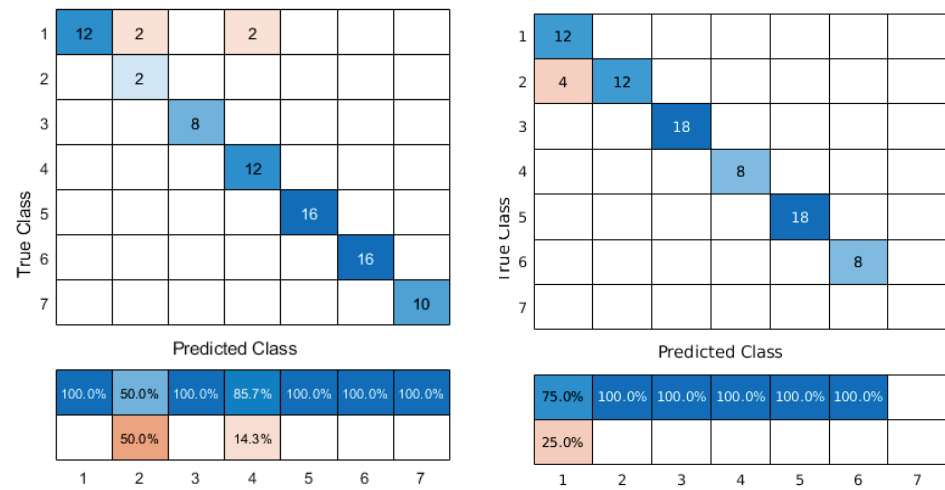 1 12 2 2
2 2
3 8
4 12
5 16
6 16
7 10
True Class
Predicted Class
100.0% 50.0% 100.0% 85.7% 100.0% 100.0% 100.0%
50.0% 14.3%
1 2 3 4 5 6 7
1 12
2 4 12
3 18
4 8
5 18
6 8
7
True Class
Predicted Class
75.0% 100.0% 100.0% 100.0% 100.0% 100.0%
25.0%
1 2 3 4 5 6 7